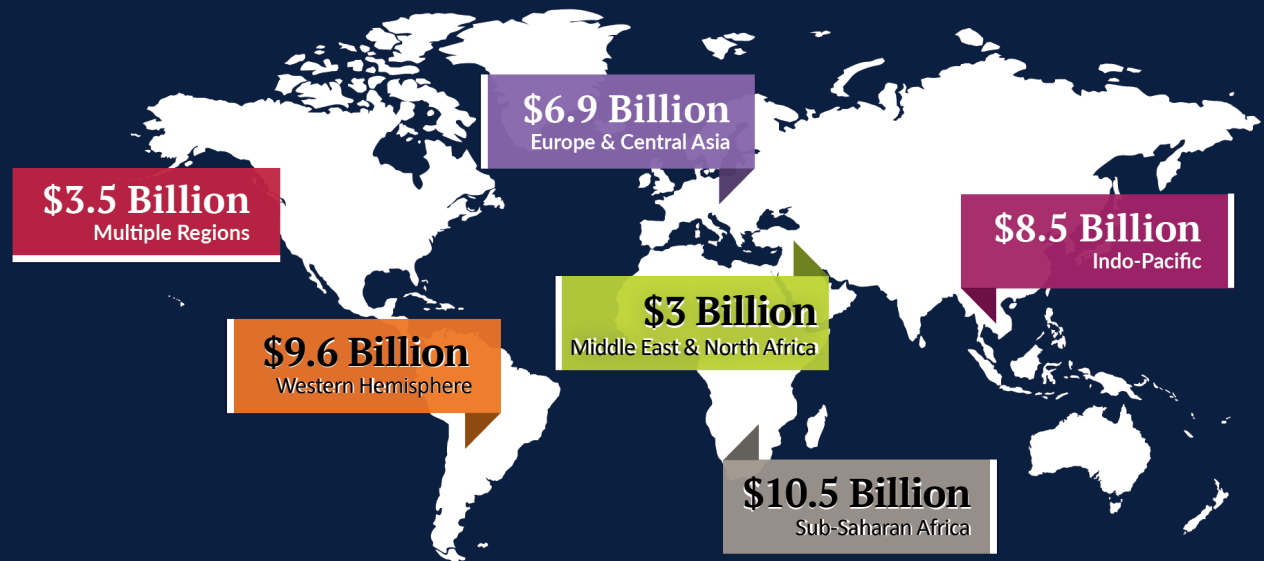 $6.9 Billion
Europe & Central Asia
$3.5 Billion
Multiple Regions
$8.5 Billion
Indo-Pacific
$3 Billion
Middle East & North Africa
$9.6 Billion
Western Hemisphere
$10.5 Billion
Sub-Saharan Africa